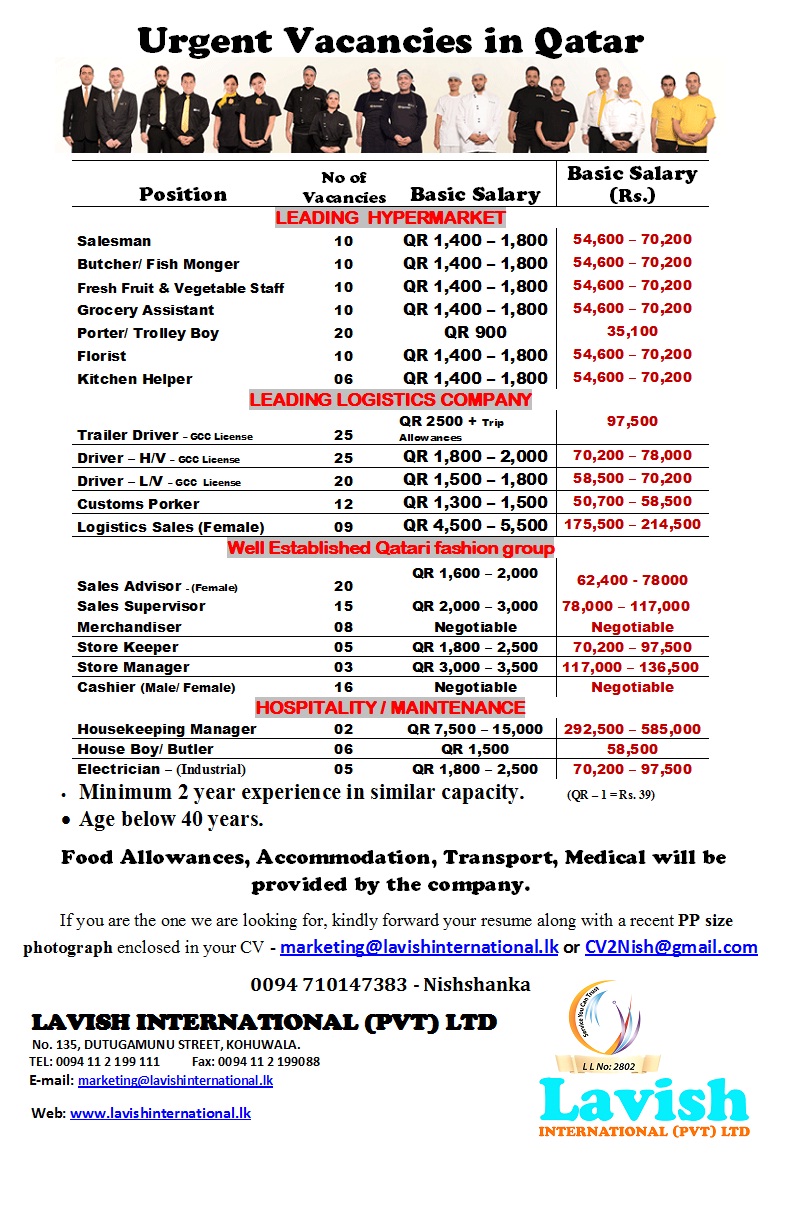 Urgent Vacancies in Qatar
Position No of Vacancies Basic Salary Basic Salary (Rs.)
LEADING HYPERMARKET
Salesman 10 QR 1,400 – 1,800 54,600 – 70,200
Butcher/ Fish Monger 10 QR 1,400 – 1,800 54,600 – 70,200
Fresh Fruit & Vegetable Staff 10 QR 1,400 – 1,800 54,600 – 70,200
Grocery Assistant 10 QR 1,400 – 1,800 54,600 – 70,200
Porter/ Trolley Boy 20 QR 900 35,100
Florist 10 QR 1,400 – 1,800 54,600 – 70,200
Kitchen Helper 06 QR 1,400 – 1,800 54,600 – 70,200
LEADING LOGISTICS COMPANY
Trailer Driver – GCC License 25 QR 2500 + Trip Allowances 97,500
Driver – H/V – GCC License 25 QR 1,800 – 2,000 70,200 – 78,000
Driver – L/V – GCC License 20 QR 1,500 – 1,800 58,500 – 70,200
Customs Porker 12 QR 1,300 – 1,500 50,700 – 58,500
Logistics Sales (Female) 09 QR 4,500 – 5,500 175,500 – 214,500
Well Established Qatari fashion group
Sales Advisor - (Female) 20 QR 1,600 – 2,000 62,400 - 78000
Sales Supervisor 15 QR 2,000 – 3,000 78,000 – 117,000
Merchandiser 08 Negotiable Negotiable
Store Keeper 05 QR 1,800 – 2,500 70,200 – 97,500
Store Manager 03 QR 3,000 – 3,500 117,000 – 136,500
Cashier (Male/ Female) 16 Negotiable Negotiable
HOSPITALITY / MAINTENANCE
Housekeeping Manager 02 QR 7,500 – 15,000 292,500 – 585,000
House Boy/ Butler 06 QR 1,500 58,500
Electrician – (Industrial) 05 QR 1,800 – 2,500 70,200 – 97,500
• Minimum 2 year experience in similar capacity. (QR – 1 = Rs. 39)
• Age below 40 years.
Food Allowances, Accommodation, Transport, Medical will be
provided by the company.
If you are the one we are looking for, kindly forward your resume along with a recent PP size
photograph enclosed in your CV - marketing@lavishinternational.lk or CV2Nish@gmail.com
0094 710147383 - Nishshanka
LAVISH INTERNATIONAL (PVT) LTD
No. 135, DUTUGAMUNU STREET, KOHUWALA.
TEL: 0094 11 2 199 111 Fax: 0094 11 2 199088
E-mail: marketing@lavishinternational.lk
Web: www.lavishinternational.lk
Service You Can Trust
L L No: 2802
Lavish
INTERNATIONAL (PVT) LTD